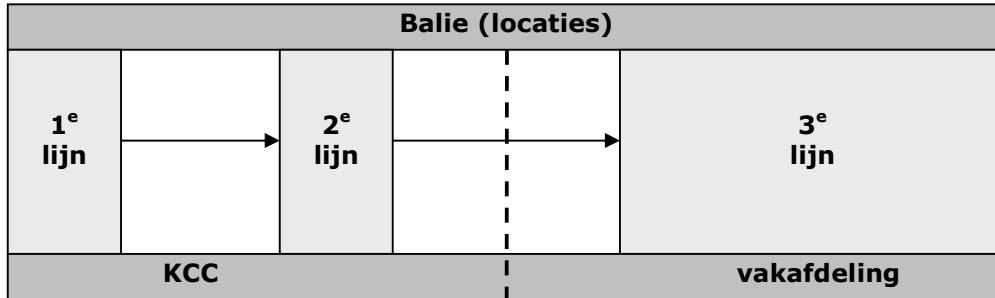 Balie (locaties)
1e
lijn
2e
lijn
3e
lijn
KCC
vakafdeling